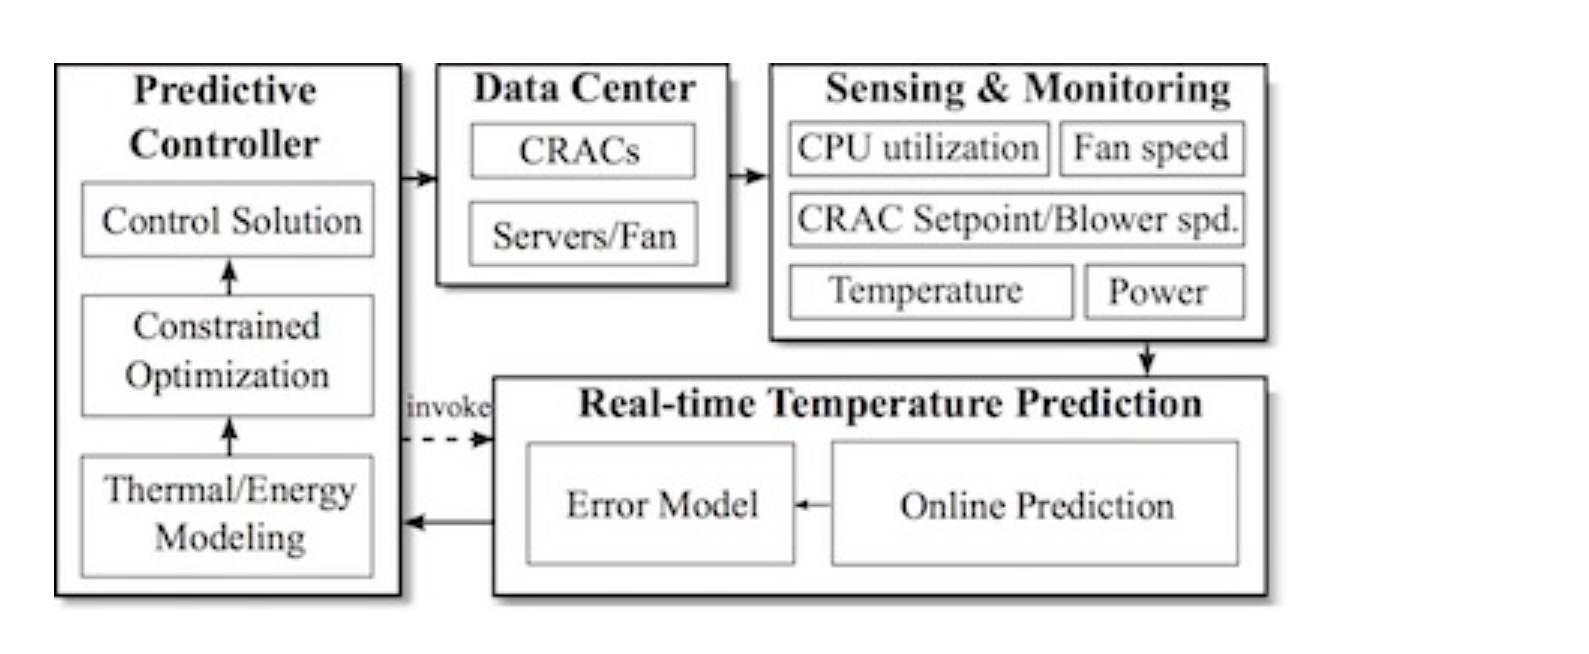 Predictive
Controller
Control Solution
Constrained
Optimization
Thermal/Energy
Modeling
Data Center
CRACs
Servers/Fan
Sensing & Monitoring
CPU utilization
Fan speed
CRAC Setpoint/Blower spd.
Temperature
Power
invoke
Real-time Temperature Prediction
Error Model
Online Prediction